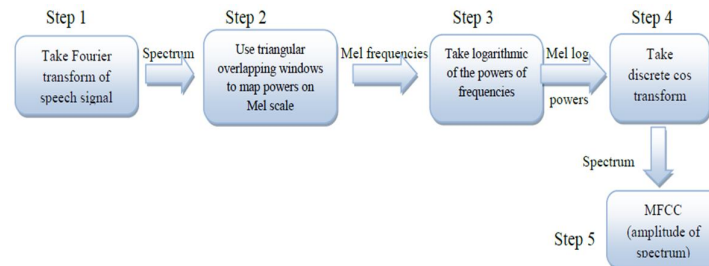 Step 1
Take Fourier
transform of
speech signal
Spectrum
Step 2
Use triangular
overlapping windows
to map powers on
Mel scale
Mel frequencies
Step 3
Take logarithmic
of the powers of
frequencies
Mel log
powers
Step 4
Take
discrete cos
transform
Spectrum
Step 5
MFCC
(amplitude of
spectrum)